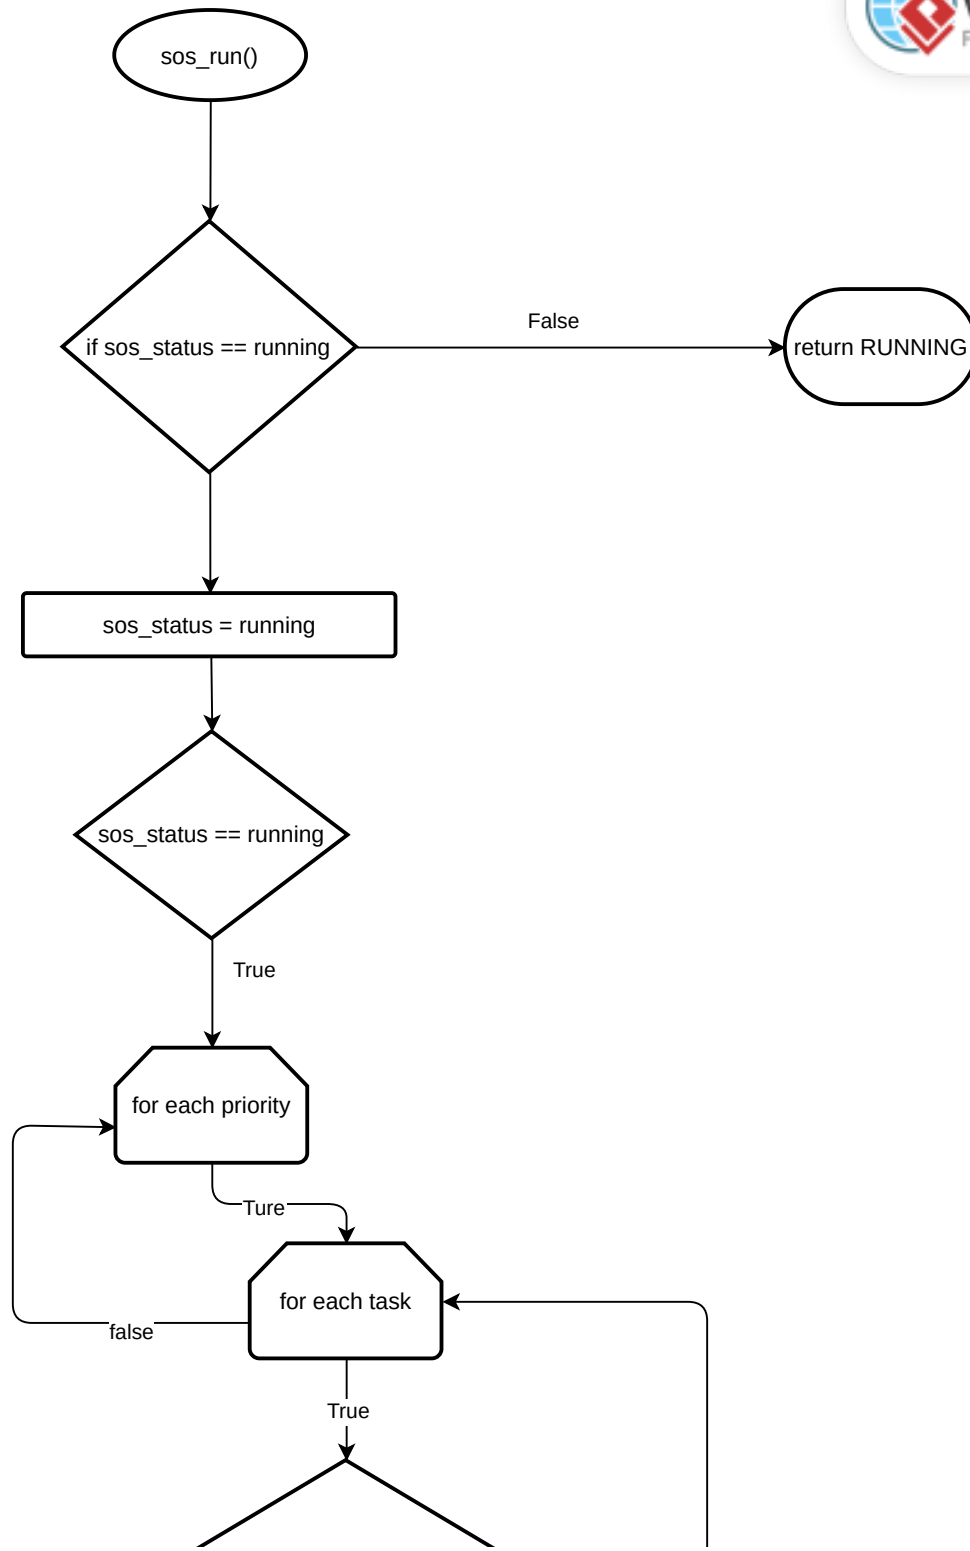 sos_run()
if sos_status == running
False
return RUNNING
sos_status = running
sos_status == running
True
for each priority
Ture
for each task
false
True